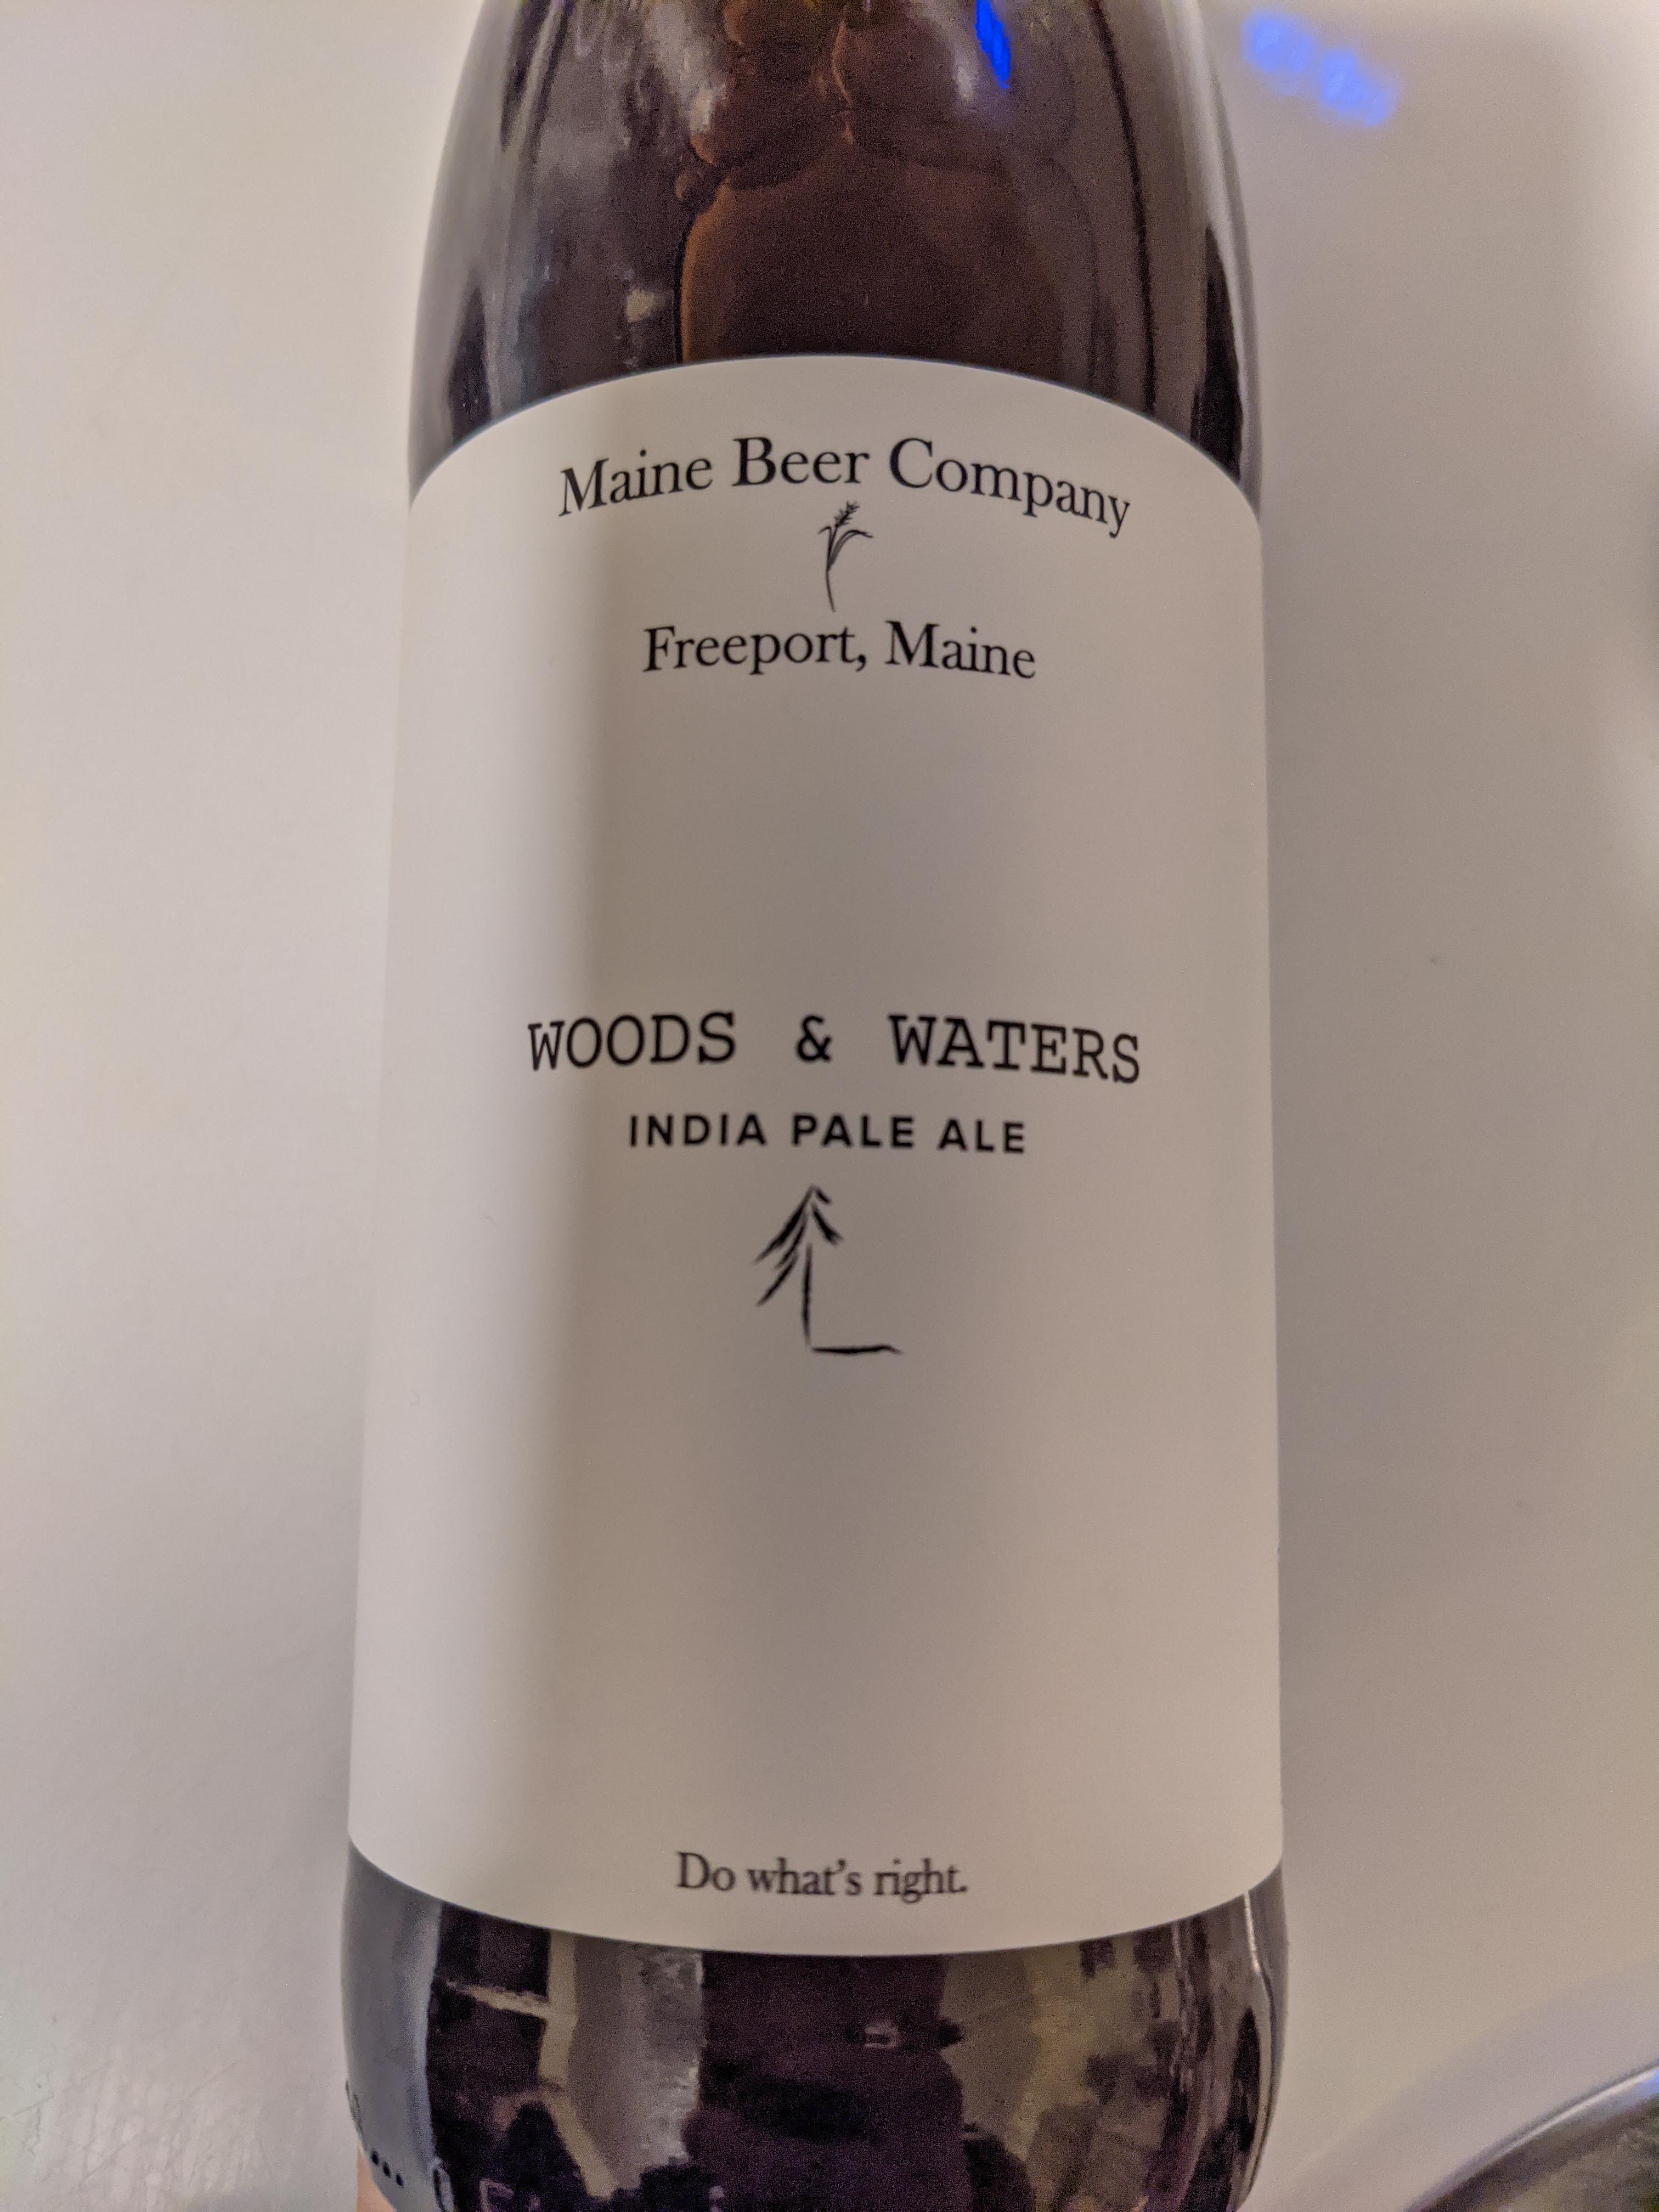 Maine Beer Company
Freeport, Maine
WOODS & WATERS
INDIA PALE ALE
Do what's right.